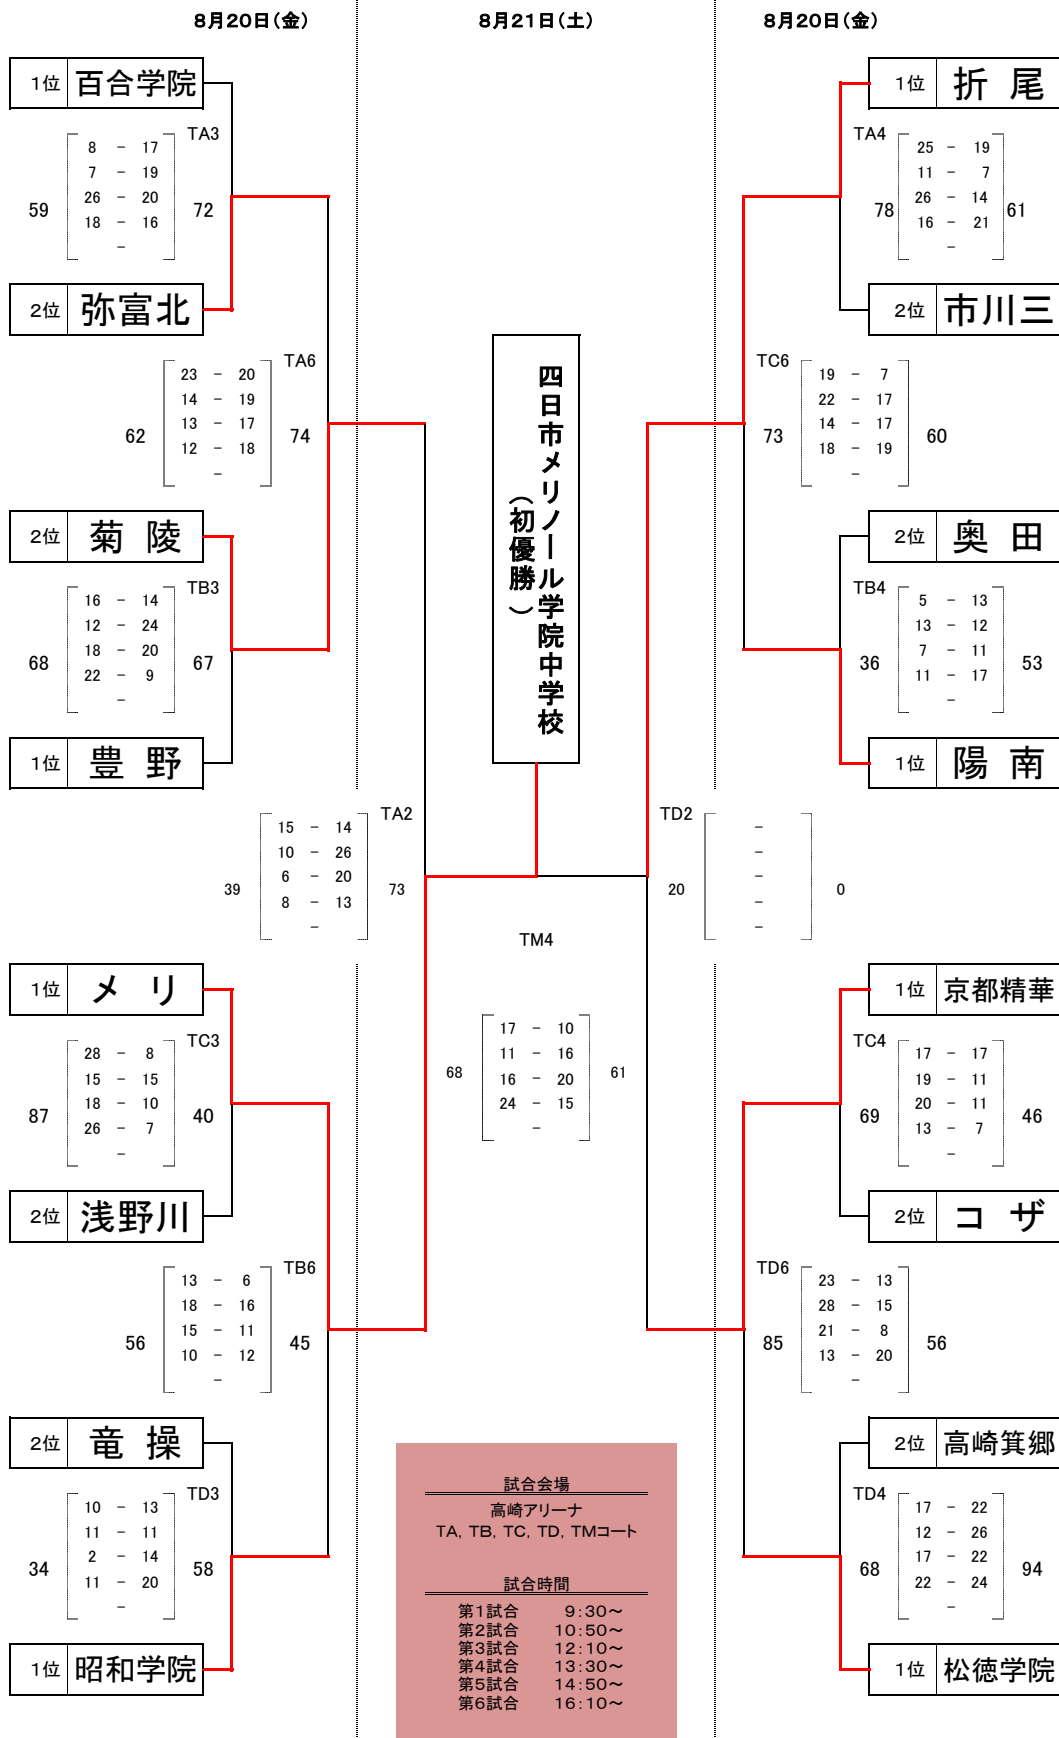 8月20日(金)
8月21日(土)
8月20日(金)
1位 百合学院
TA3
8 - 17
7 - 19
59 26 - 20 72
18 - 16
-
2位 弥富北
TA6
23 - 20
14 - 19
62 13 - 17 74
12 - 18
-
2位 菊 陵
TB3
16 - 14
12 - 24
68 18 - 20 67
22 - 9
-
1位 豊 野
TA2
15 - 14
10 - 26
39 6 - 20 73
8 - 13
-
1位 メ リ
TC3
28 - 8
15 - 15
87 18 - 10 40
26 - 7
-
2位 浅野川
TB6
13 - 6
18 - 16
56 15 - 11 45
10 - 12
-
2位 竜 操
TD3
10 - 13
11 - 11
34 2 - 14 58
11 - 20
-
1位 昭和学院
四日市メリノール学院中学校
(初優勝)
TM4
17 - 10
11 - 16
68 16 - 20 61
24 - 15
-
試合会場
高崎アリーナ
TA, TB, TC, TD, TMコート
試合時間
第1試合 9:30~
第2試合 10:50~
第3試合 12:10~
第4試合 13:30~
第5試合 14:50~
第6試合 16:10~
1位 折 尾
TA4
25 - 19
11 - 7
78 26 - 14 61
16 - 21
-
2位 市川三
TC6
19 - 7
22 - 17
73 14 - 17 60
18 - 19
-
2位 奥 田
TB4
5 - 13
13 - 12
36 7 - 11 53
11 - 17
-
1位 陽 南
TD2
-
-
20 - 0
-
-
1位 京都精華
TC4
17 - 17
19 - 11
69 20 - 11 46
13 - 7
-
2位 コ ザ
TD6
23 - 13
28 - 15
85 21 - 8 56
13 - 20
-
2位 高崎箕郷
TD4
17 - 22
12 - 26
68 17 - 22 94
22 - 24
-
1位 松徳学院